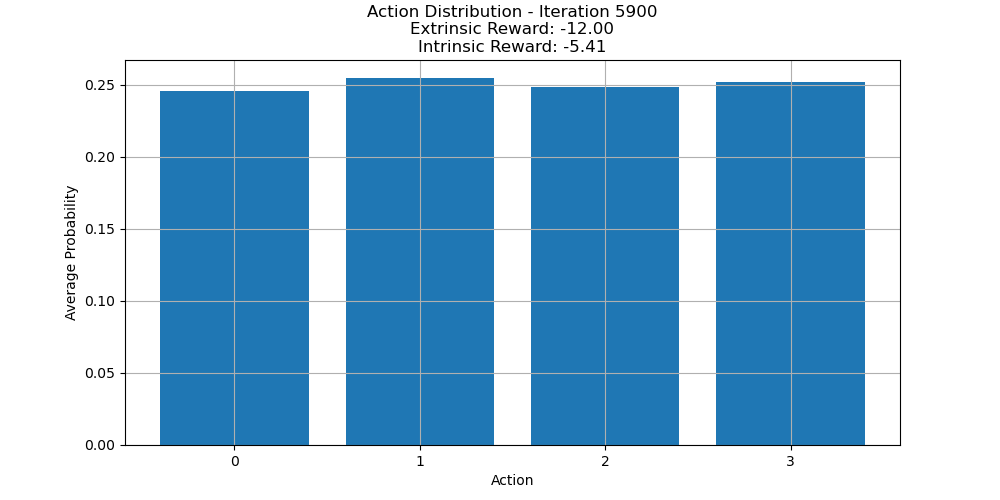 Action Distribution - Iteration 5900
Extrinsic Reward: -12.00
Intrinsic Reward: -5.41
Average Probability
0.25
0.20
0.15
0.10
0.05
0.00
0 1 2 3
Action